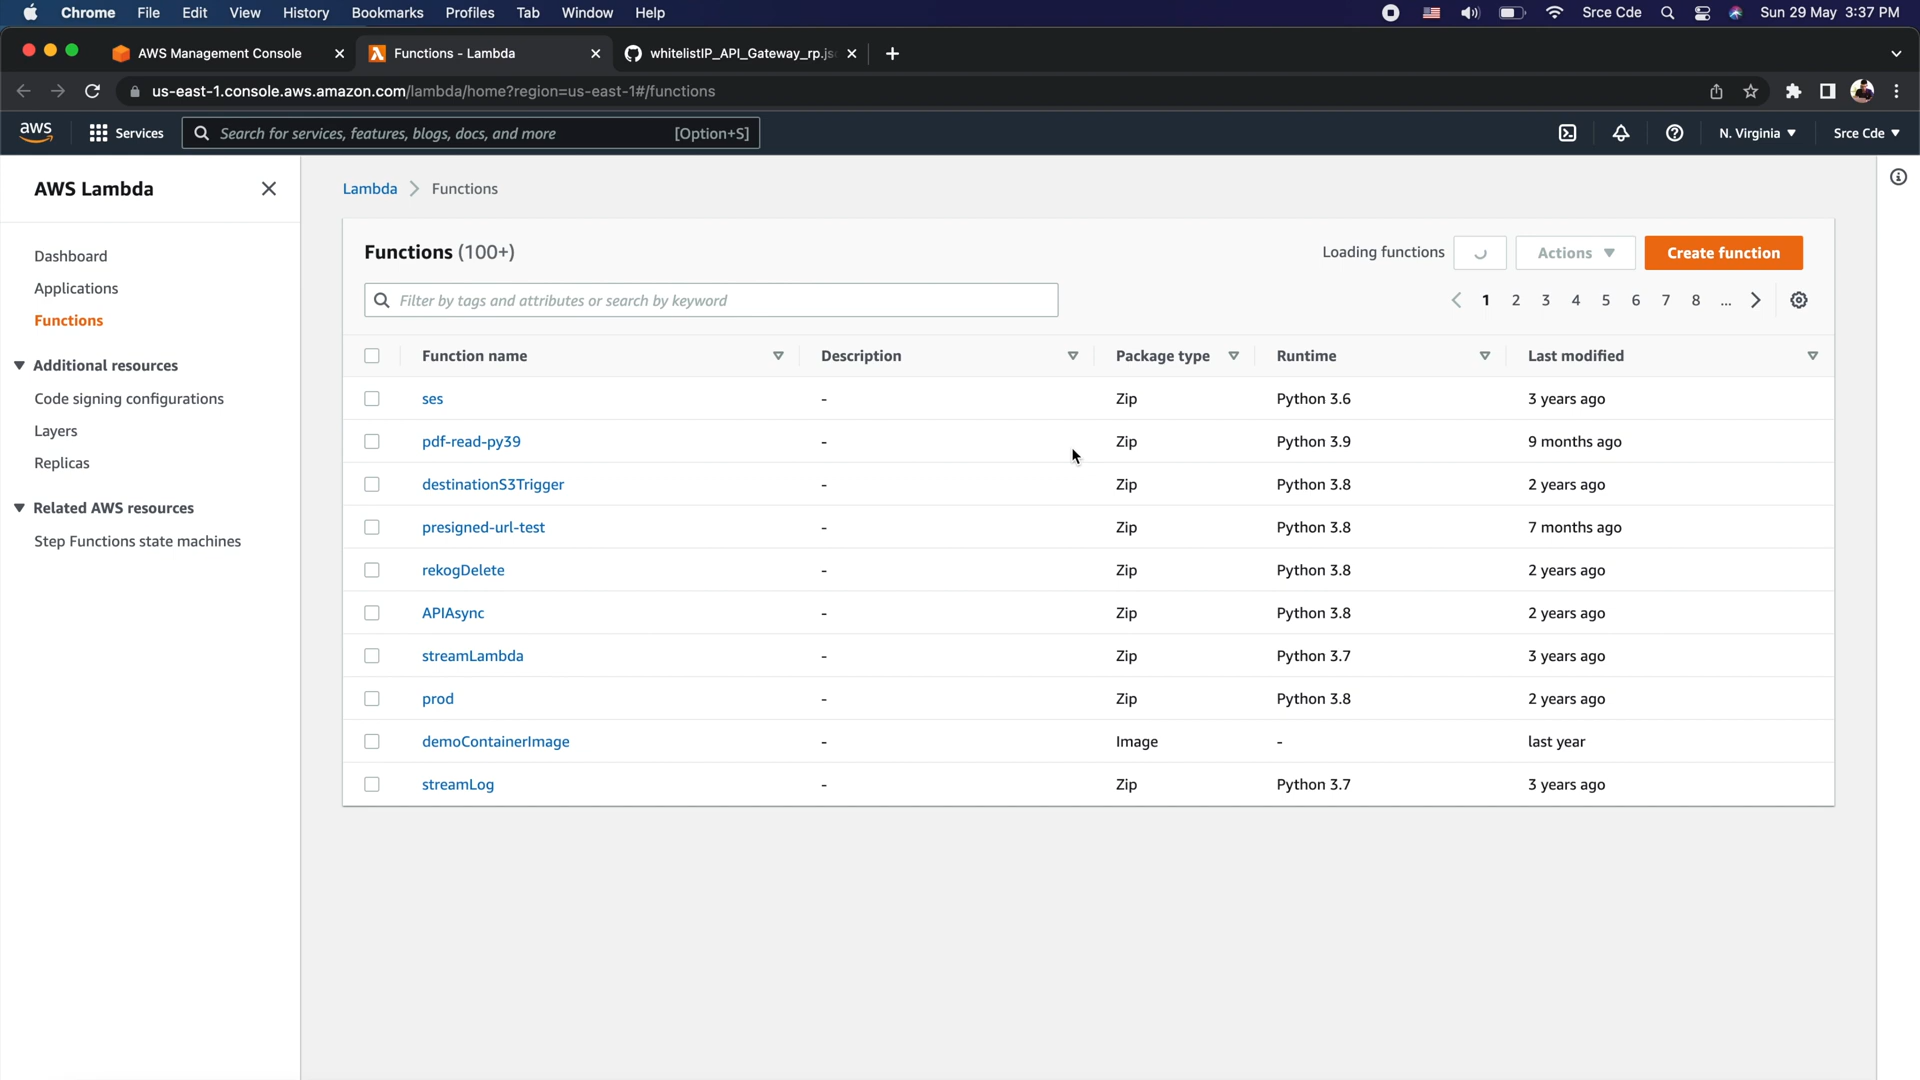 Chrome File Edit View History Bookmarks Profiles Tab Window Help Srce Cde Sun 29 May 3:37 PM
AWS Management Console Functions - Lambda whitelistIP_API_Gateway_rp.js
us-east-1.console.aws.amazon.com/lambda/home?region=us-east-1#/functions
aws Services Search for services, features, blogs, docs, and more [Option+S] N. Virginia Srce Cde
AWS Lambda
Dashboard
Applications
Functions
Additional resources
Code signing configurations
Layers
Replicas
Related AWS resources
Step Functions state machines
Lambda > Functions
Functions (100+) Loading functions Actions Create function
Filter by tags and attributes or search by keyword 1 2 3 4 5 6 7 8 ...
Function name Description Package type Runtime Last modified
ses - Zip Python 3.6 3 years ago
pdf-read-py39 - Zip Python 3.9 9 months ago
destinationS3Trigger - Zip Python 3.8 2 years ago
presigned-url-test - Zip Python 3.8 7 months ago
rekogDelete - Zip Python 3.8 2 years ago
APIAsync - Zip Python 3.8 2 years ago
streamLambda - Zip Python 3.7 3 years ago
prod - Zip Python 3.8 2 years ago
demoContainerImage - Image - last year
streamLog - Zip Python 3.7 3 years ago